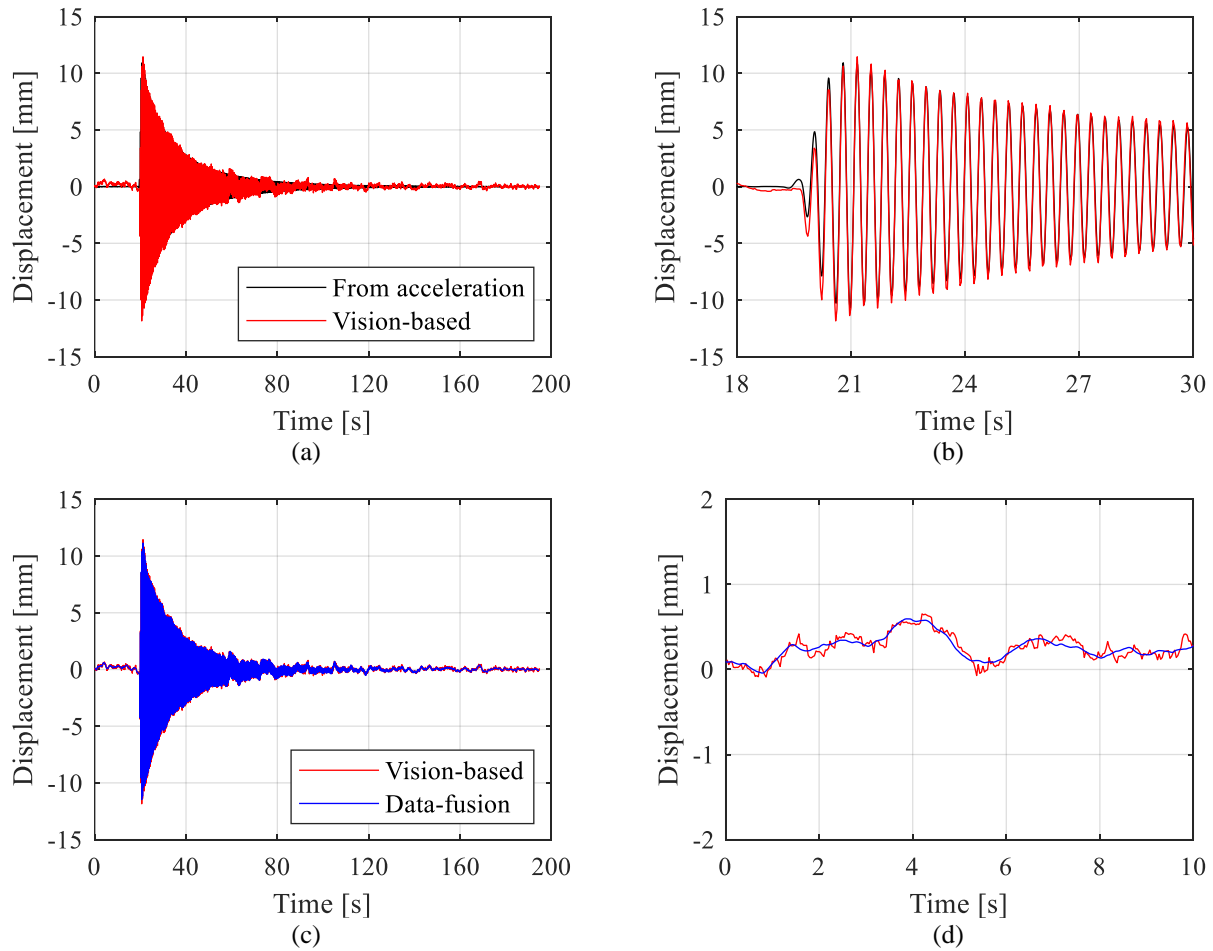 15
10
5
0
-5
-10
-15
Displacement [mm]
From acceleration
Vision-based
0 40 80 120 160 200
Time [s]
(a)
15
10
5
0
-5
-10
-15
Displacement [mm]
18 21 24 27 30
Time [s]
(b)
15
10
5
0
-5
-10
-15
Displacement [mm]
Vision-based
Data-fusion
0 40 80 120 160 200
Time [s]
(c)
2
1
0
-1
-2
Displacement [mm]
0 2 4 6 8 10
Time [s]
(d)